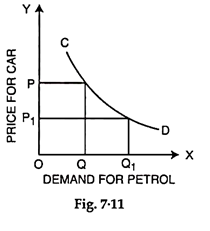 Y
C
PRICE FOR CAR
P
P1
D
O
Q
Q1
X
DEMAND FOR PETROL
Fig. 7·11